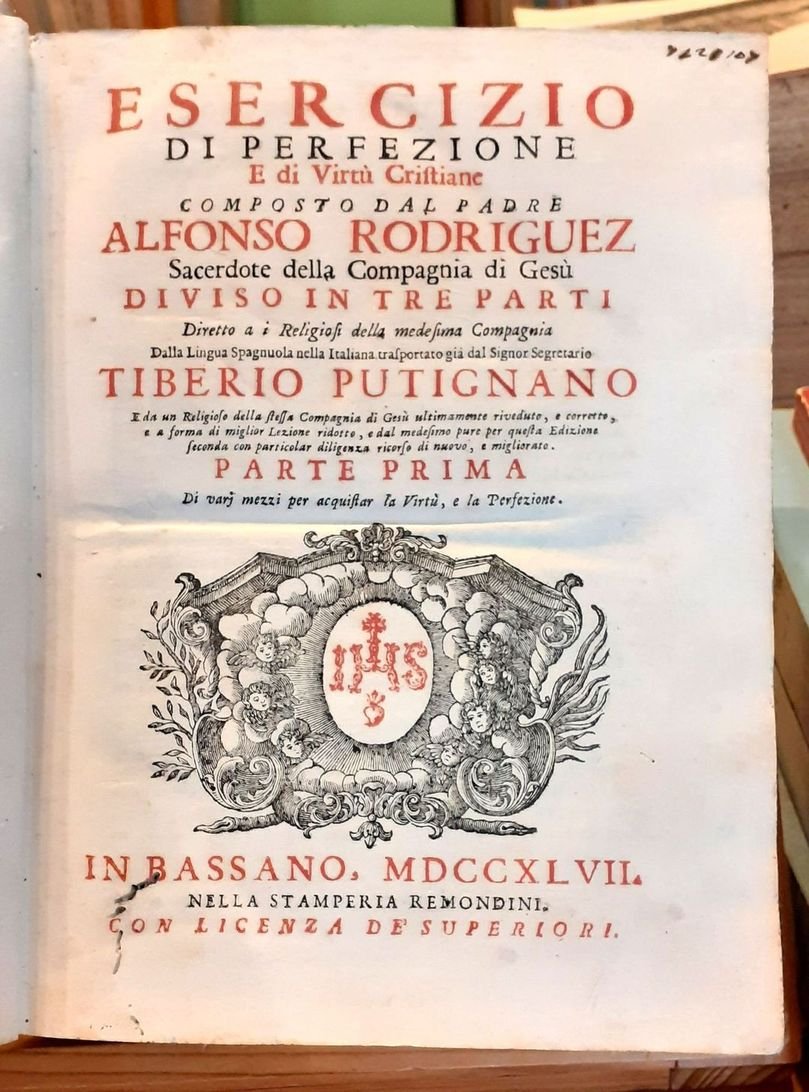 ESERCIZIO
DI PERFEZIONE
E di Virtù Criſtiane
COMPOSTO DAL PADRE
ALFONSO RODRIGUEZ
Sacerdote della Compagnia di Gesù
DIVISO IN TRE PARTI
Diretto a i Religioſi della medeſima Compagnia
Dalla Lingua Spagnuola nella Italiana traſportato già dal Signor Segretario
TIBERIO PUTIGNANO
E da un Religioſo della ſteſſa Compagnia di Gesù ultimamente riveduto, e corretto,
e a forma di miglior Lezione ridotto, e dal medeſimo pure per queſta Edizione
ſeconda con particolar diligenza ricorſo di nuovo, e migliorato.
PARTE PRIMA
Di varj mezzi per acquiſtar la Virtù, e la Perfezione.
IHS
IN BASSANO, MDCCXLVII.
NELLA STAMPERIA REMONDINI.
CON LICENZA DE' SUPERIORI.